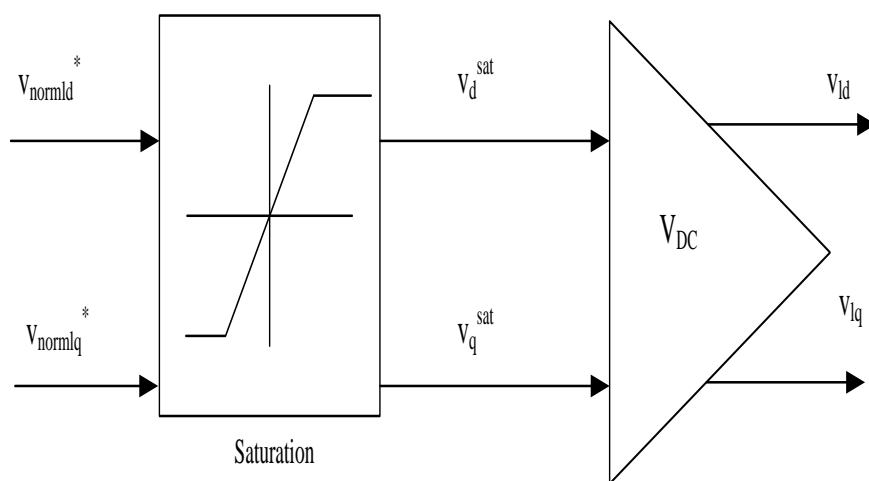 v_normld^*
v_d^sat
v_ld
V_DC
v_normlq^*
v_q^sat
v_lq
Saturation